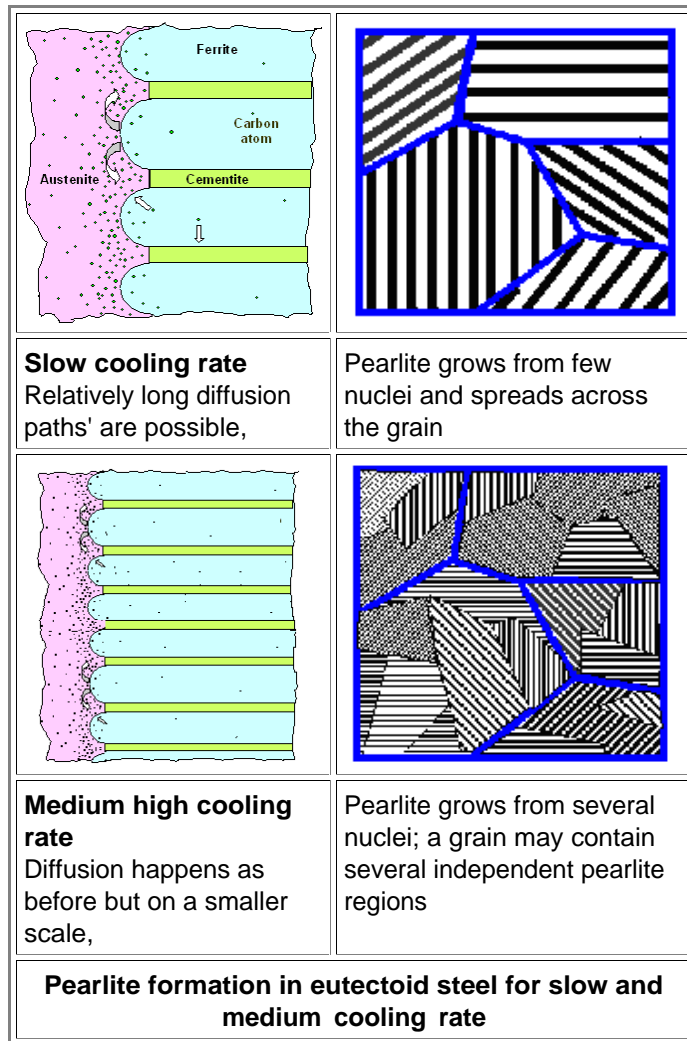 Ferrite
Carbon
atom
Austenite
Cementite
Slow cooling rate
Relatively long diffusion
paths' are possible,
Pearlite grows from few
nuclei and spreads across
the grain
Medium high cooling
rate
Diffusion happens as
before but on a smaller
scale,
Pearlite grows from several
nuclei; a grain may contain
several independent pearlite
regions
Pearlite formation in eutectoid steel for slow and
medium cooling rate